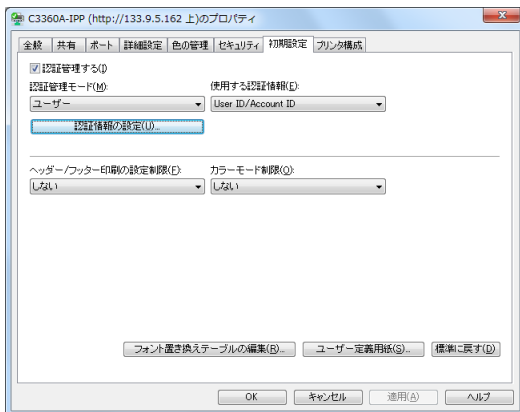 C3360A-IPP (http://133.9.5.162 上)のプロパティ
全般 共有 ポート 詳細設定 色の管理 セキュリティ 初期設定 プリンタ構成
認証管理する(I)
認証管理モード(M): 使用する認証情報(E):
ユーザー User ID/Account ID
認証情報の設定(U)...
ヘッダー/フッター印刷の設定制限(F): カラーモード制限(O):
しない しない
フォント置き換えテーブルの編集(R)... ユーザー定義用紙(S)... 標準に戻す(D)
OK キャンセル 適用(A) ヘルプ